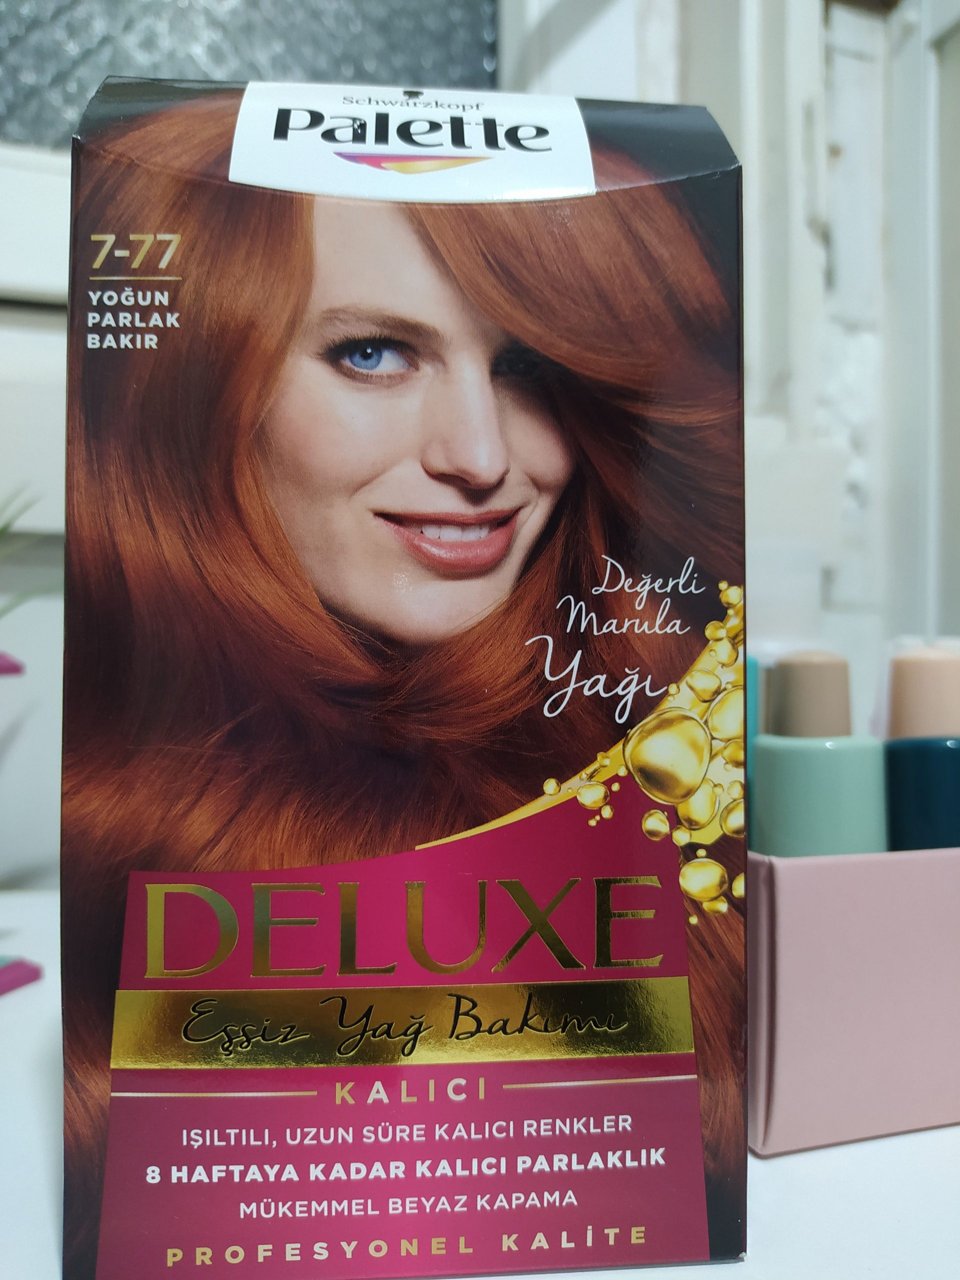 Schwarzkopf
Palette
7-77
YOĞUN
PARLAK
BAKIR
Değerli
Marula
Yağı
DELUXE
Eşsiz Yağ Bakımı
KALICI
IŞILTILI, UZUN SÜRE KALICI RENKLER
8 HAFTAYA KADAR KALICI PARLAKLIK
MÜKEMMEL BEYAZ KAPAMA
PROFESYONEL KALİTE